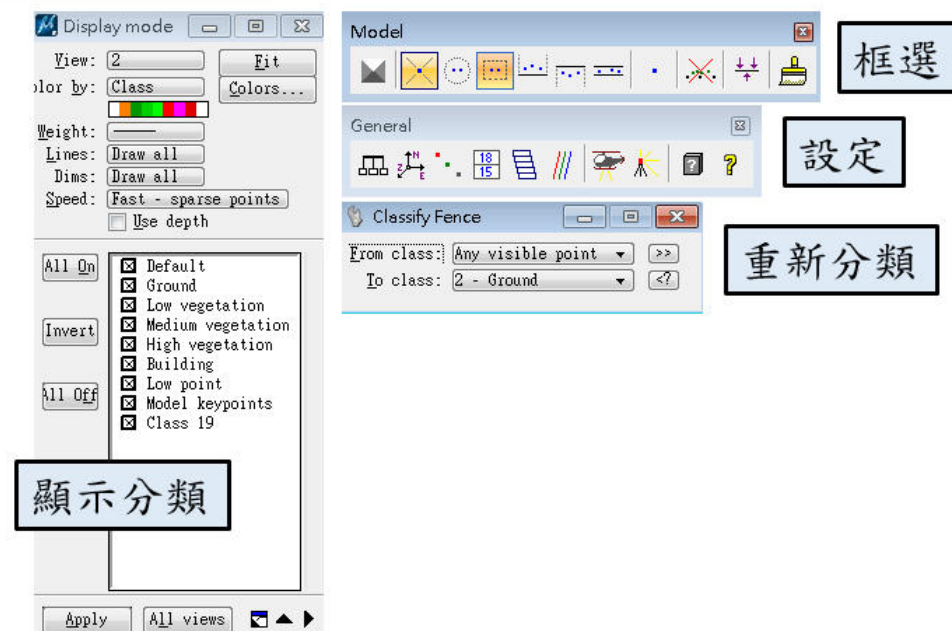 Display mode
View: 2
Fit
olor by: Class
Colors...
Weight:
Lines: Draw all
Dims: Draw all
Speed: Fast - sparse points
Use depth
All On
Invert
All Off
Default
Ground
Low vegetation
Medium vegetation
High vegetation
Building
Low point
Model keypoints
Class 19
顯示分類
Apply
All views
Model
框選
General
18
15
?
設定
Classify Fence
From class: Any visible point >>
To class: 2 - Ground <?
重新分類